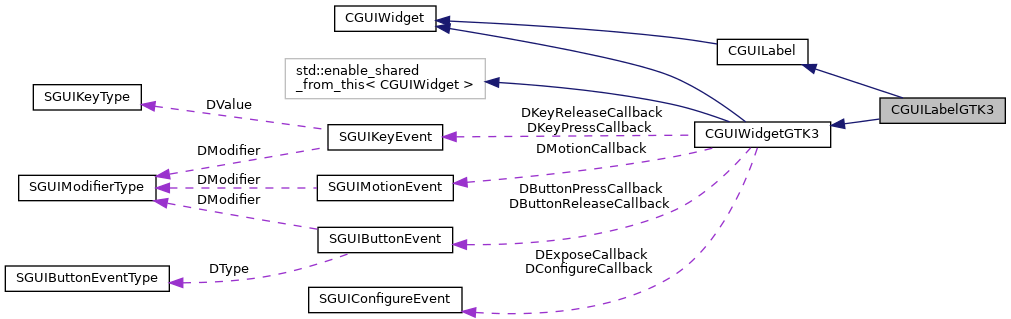 CGUIWidget
CGUILabel
std::enable_shared
_from_this< CGUIWidget >
SGUIKeyType
DValue
CGUILabelGTK3
DKeyReleaseCallback
DKeyPressCallback
SGUIKeyEvent
CGUIWidgetGTK3
DModifier
DMotionCallback
DModifier
SGUIModifierType
SGUIMotionEvent
DModifier
DButtonPressCallback
DButtonReleaseCallback
SGUIButtonEvent
DExposeCallback
DConfigureCallback
DType
SGUIButtonEventType
SGUIConfigureEvent